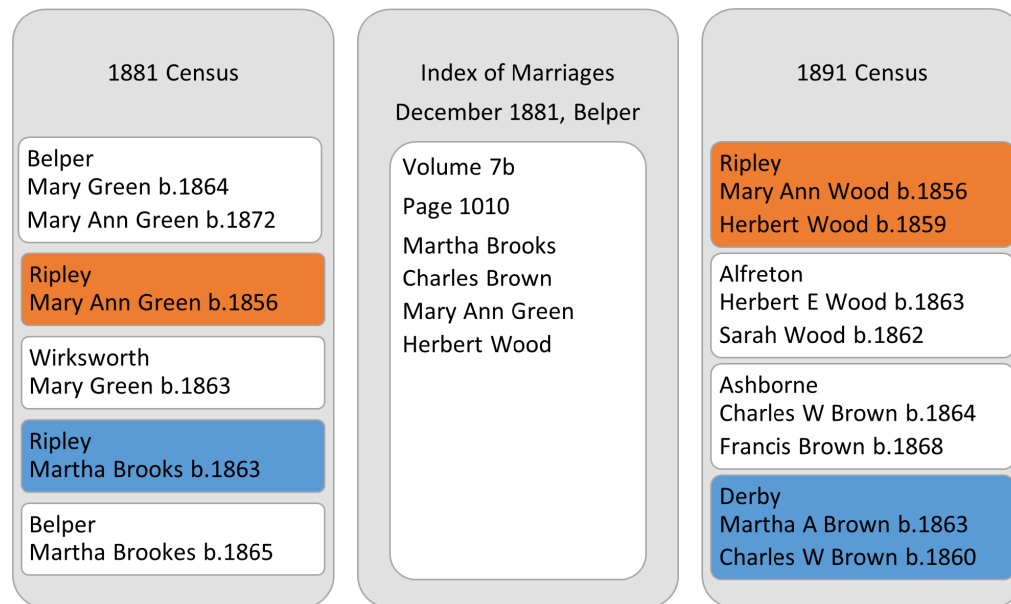 1881 Census
Belper
Mary Green b.1864
Mary Ann Green b.1872
Ripley
Mary Ann Green b.1856
Wirksworth
Mary Green b.1863
Ripley
Martha Brooks b.1863
Belper
Martha Brookes b.1865
Index of Marriages
December 1881, Belper
Volume 7b
Page 1010
Martha Brooks
Charles Brown
Mary Ann Green
Herbert Wood
1891 Census
Ripley
Mary Ann Wood b.1856
Herbert Wood b.1859
Alfreton
Herbert E Wood b.1863
Sarah Wood b.1862
Ashborne
Charles W Brown b.1864
Francis Brown b.1868
Derby
Martha A Brown b.1863
Charles W Brown b.1860